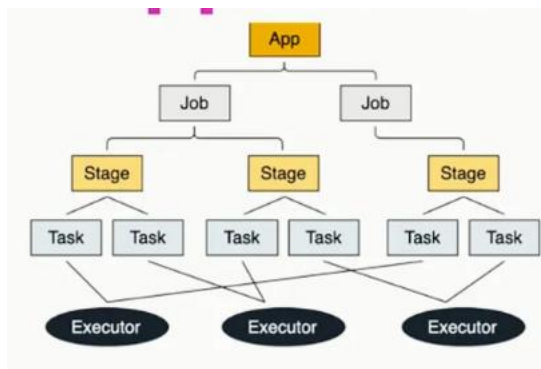 App
Job Job
Stage Stage Stage
Task Task Task Task Task Task
Executor Executor Executor